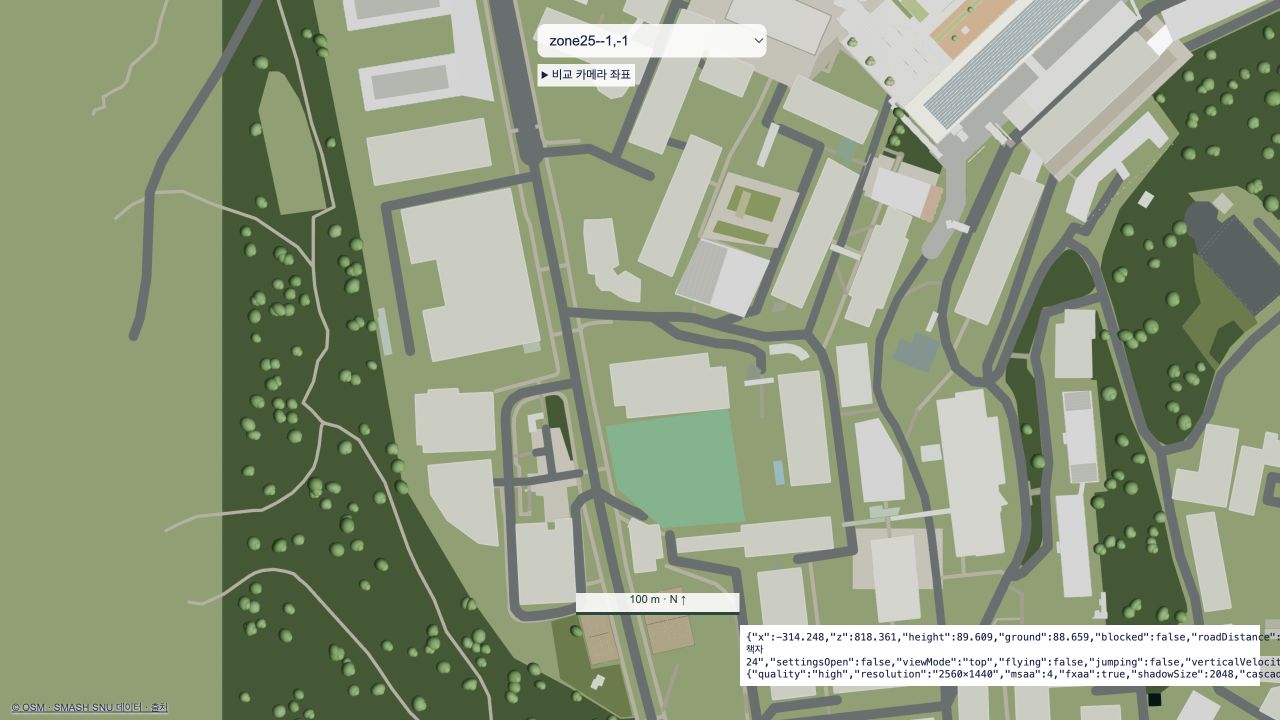 zone25--1,-1
▶ 비교 카메라 좌표
100 m · N ↑
{"x":-314.248,"z":818.361,"height":89.609,"ground":88.659,"blocked":false,"roadDistance":
책자
24","settingsOpen":false,"viewMode":"top","flying":false,"jumping":false,"verticalVeloci
{"quality":"high","resolution":"2560×1440","msaa":4,"fxaa":true,"shadowSize":2048,"casca
© OSM · SMASH SNU 데이터 · 출처